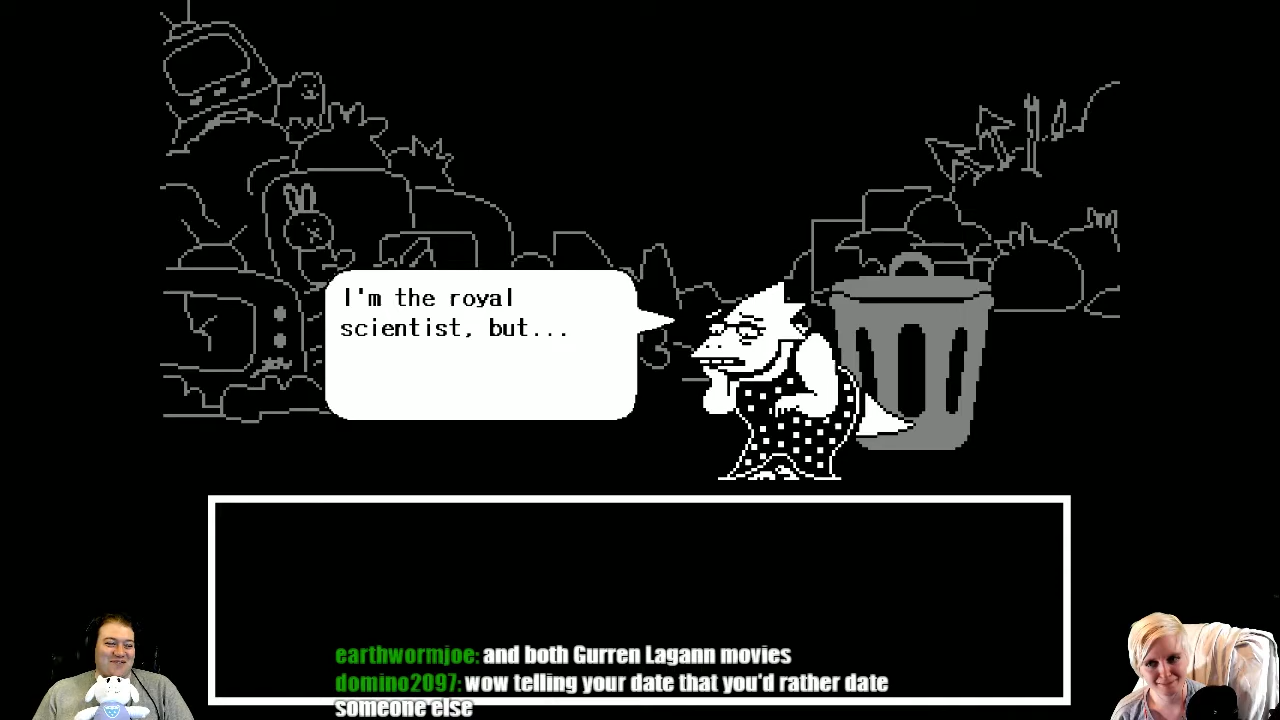 I'm the royal
scientist, but...
earthwormjoe: and both Gurren Lagann movies
domino2097: wow telling your date that you'd rather date
someone else